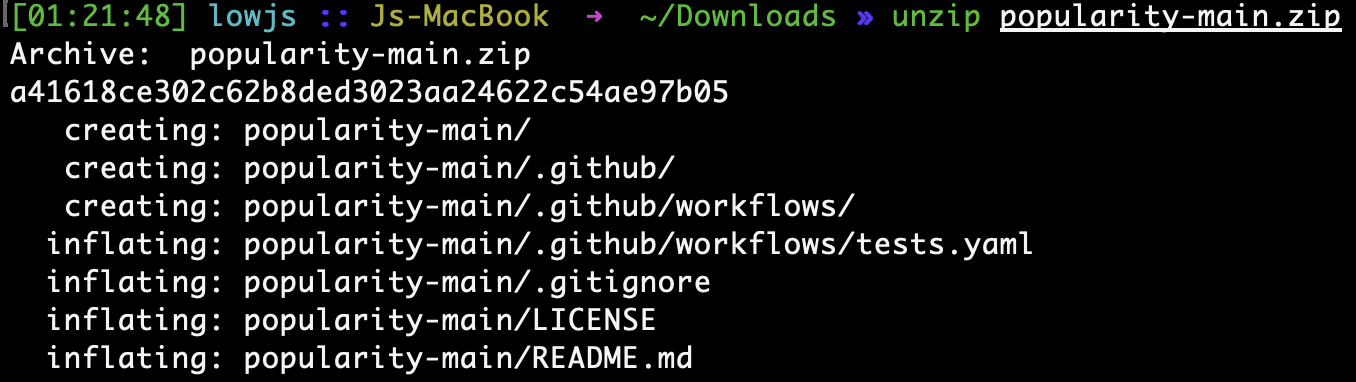 [01:21:48] lowjs :: Js-MacBook ➜ ~/Downloads » unzip popularity-main.zip
Archive:  popularity-main.zip
a41618ce302c62b8ded3023aa24622c54ae97b05
   creating: popularity-main/
   creating: popularity-main/.github/
   creating: popularity-main/.github/workflows/
  inflating: popularity-main/.github/workflows/tests.yaml
  inflating: popularity-main/.gitignore
  inflating: popularity-main/LICENSE
  inflating: popularity-main/README.md